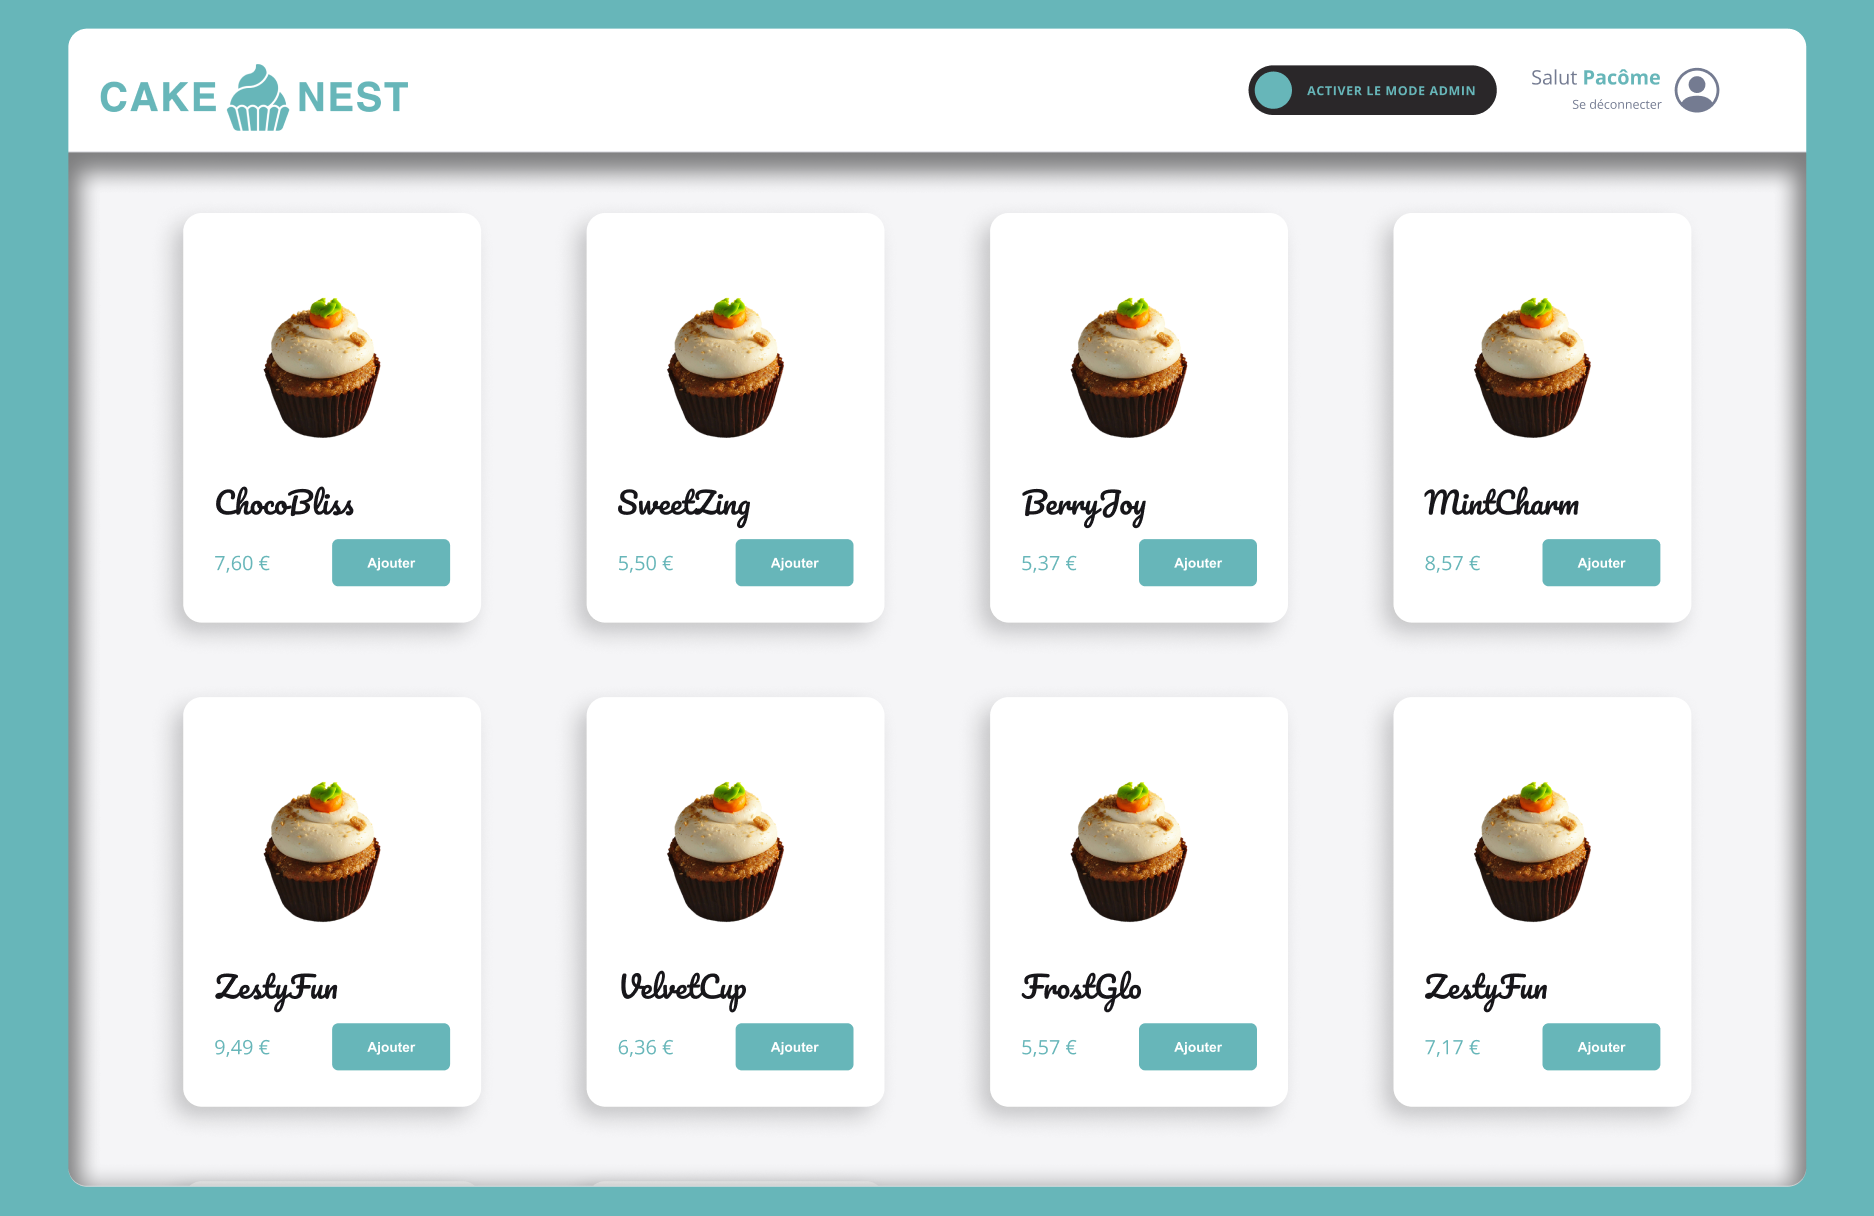 CAKE NEST
ACTIVER LE MODE ADMIN
Salut Pacôme
Se déconnecter
ChocoBliss
7,60 €
Ajouter
SweetZing
5,50 €
Ajouter
BerryJoy
5,37 €
Ajouter
MintCharm
8,57 €
Ajouter
ZestyFun
9,49 €
Ajouter
VelvetCup
6,36 €
Ajouter
FrostGlo
5,57 €
Ajouter
ZestyFun
7,17 €
Ajouter